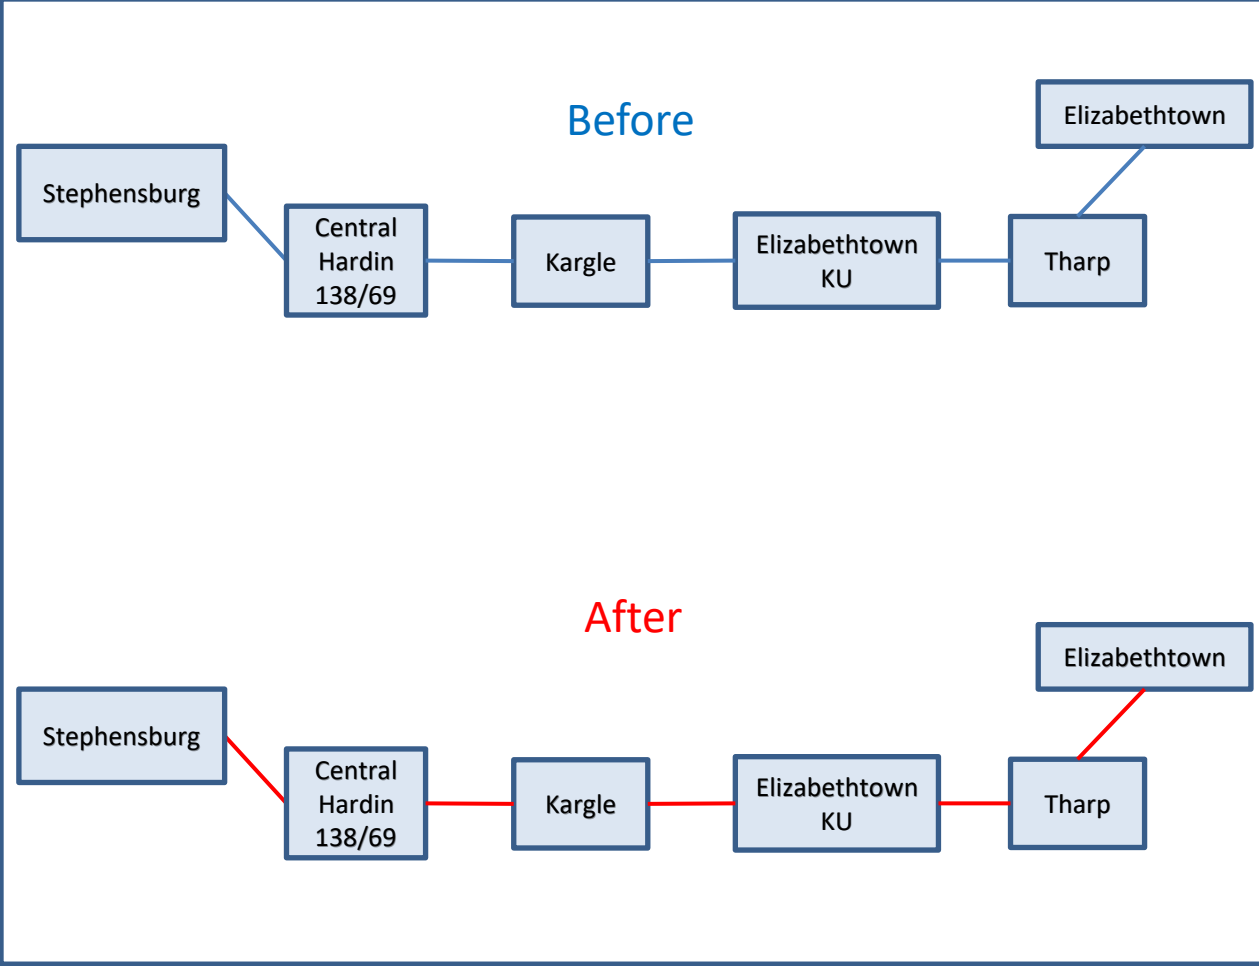 Before
Elizabethtown
Stephensburg
Central
Hardin
138/69
Kargle
Elizabethtown
KU
Tharp
After
Elizabethtown
Stephensburg
Central
Hardin
138/69
Kargle
Elizabethtown
KU
Tharp